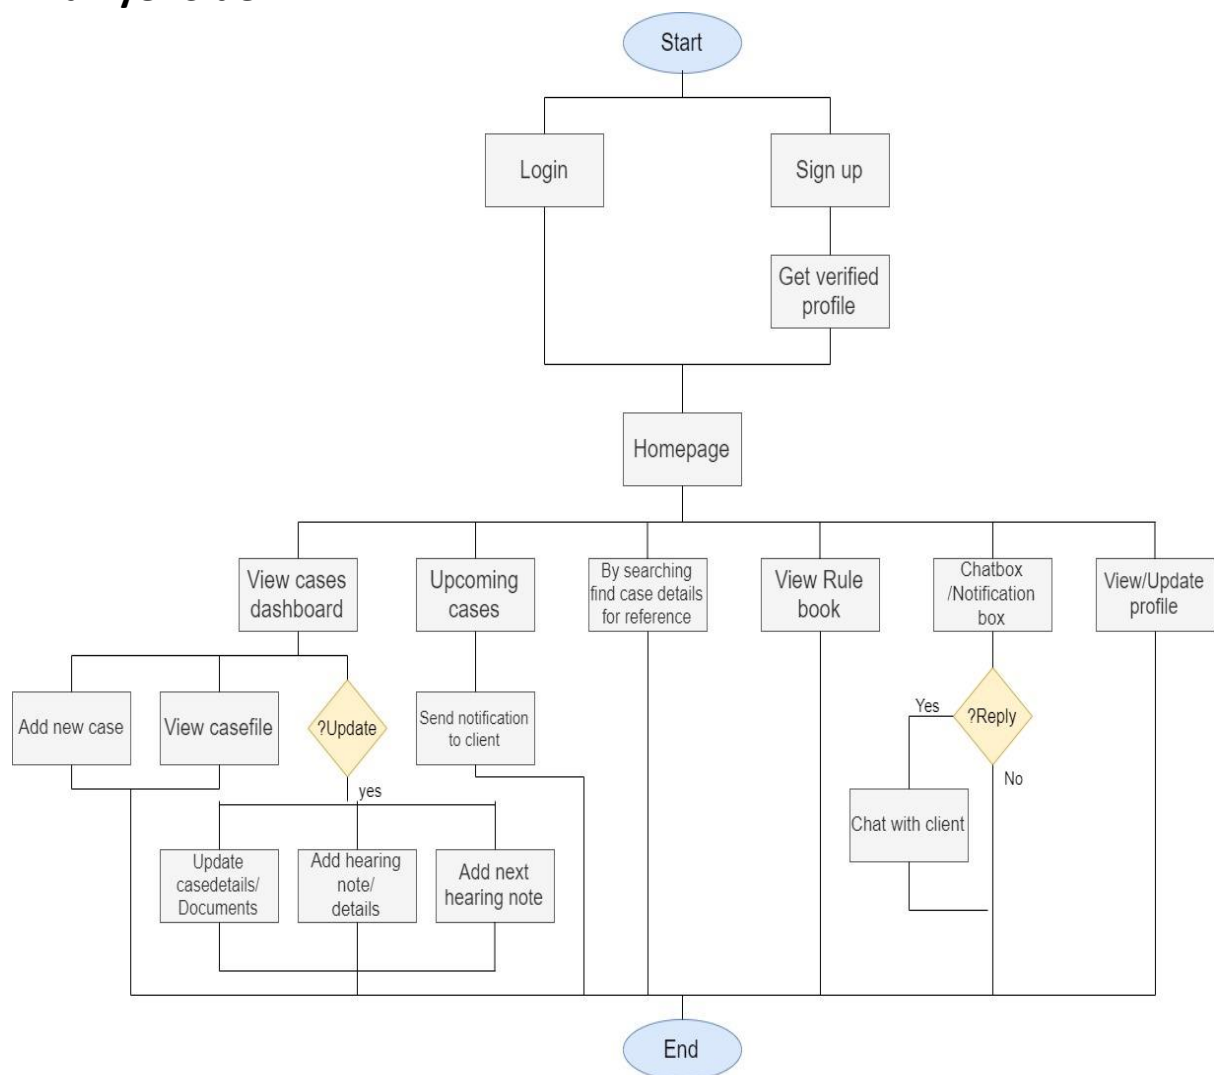 Start
Login
Sign up
Get verified
profile
Homepage
View cases
dashboard
Upcoming
cases
By searching
find case details
for reference
View Rule
book
Chatbox
/Notification
box
View/Update
profile
Add new case
View casefile
?Update
Send notification
to client
Yes
?Reply
No
yes
Chat with client
Update
casedetails/
Documents
Add hearing
note/
details
Add next
hearing note
End